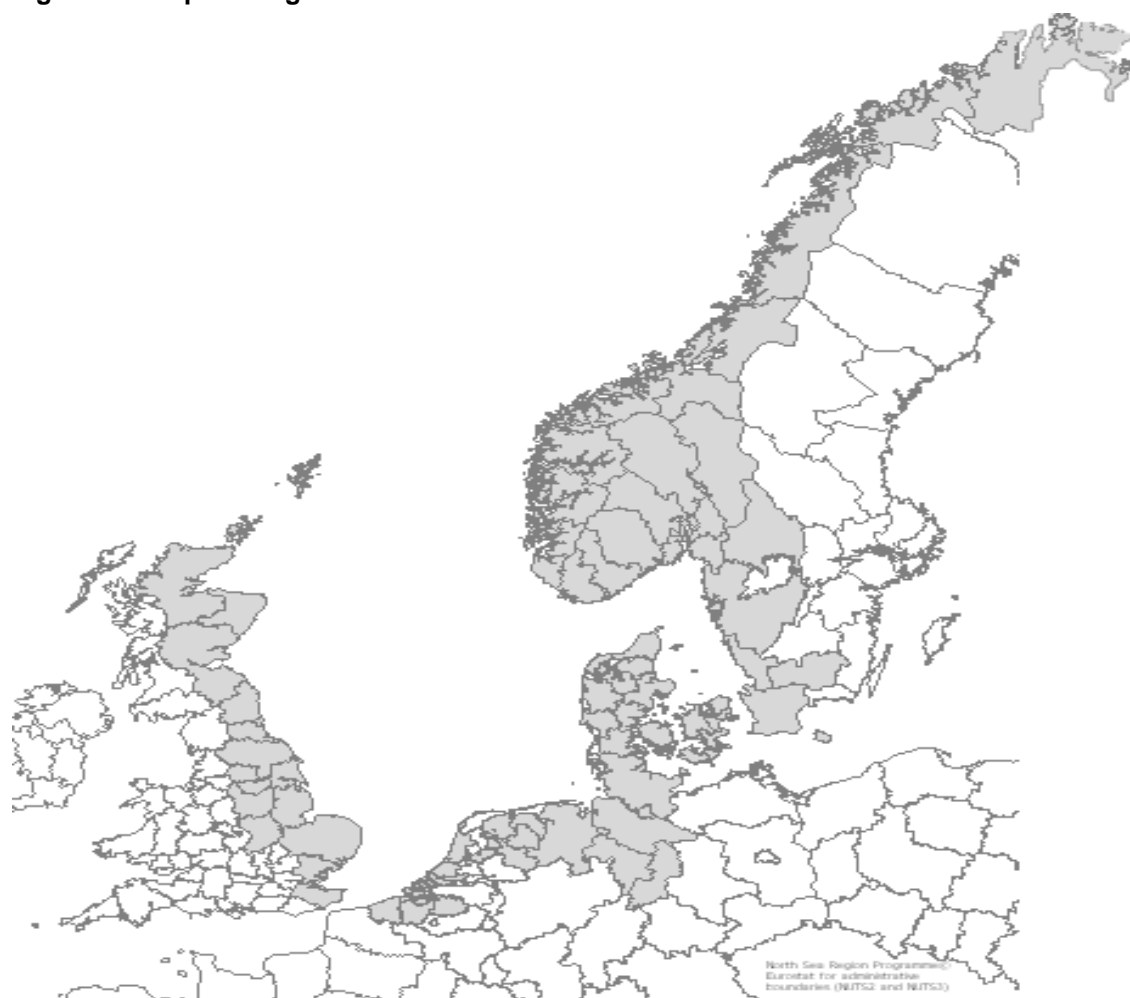 North Sea Region Programme©
Eurostat for administrative
boundaries (NUTS2 and NUTS3)